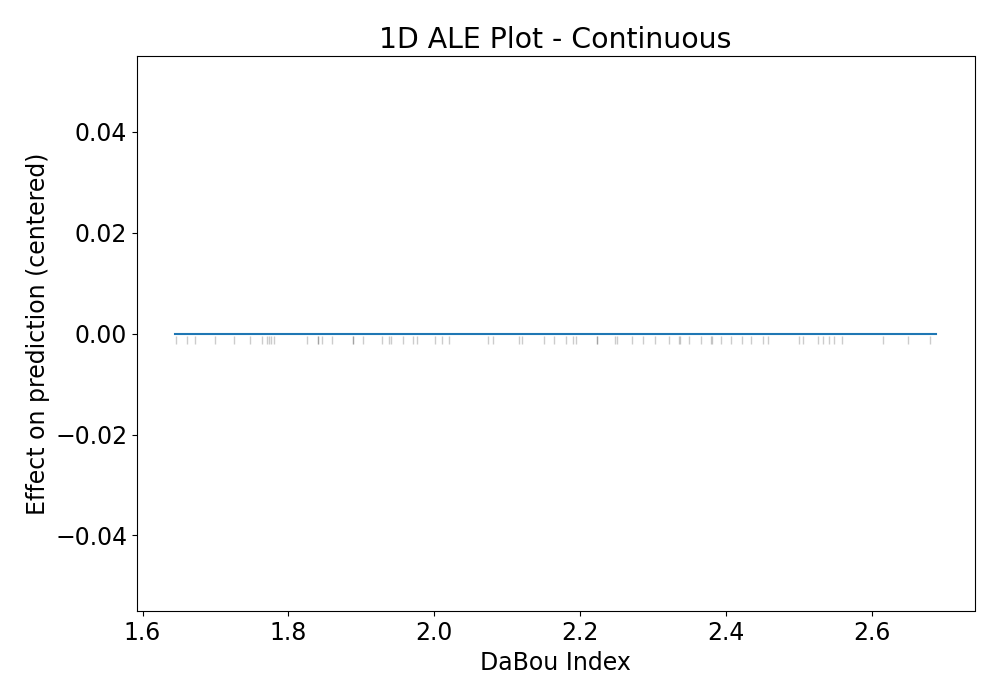 1D ALE Plot - Continuous
Effect on prediction (centered)
0.04
0.02
0.00
−0.02
−0.04
1.6 1.8 2.0 2.2 2.4 2.6
DaBou Index